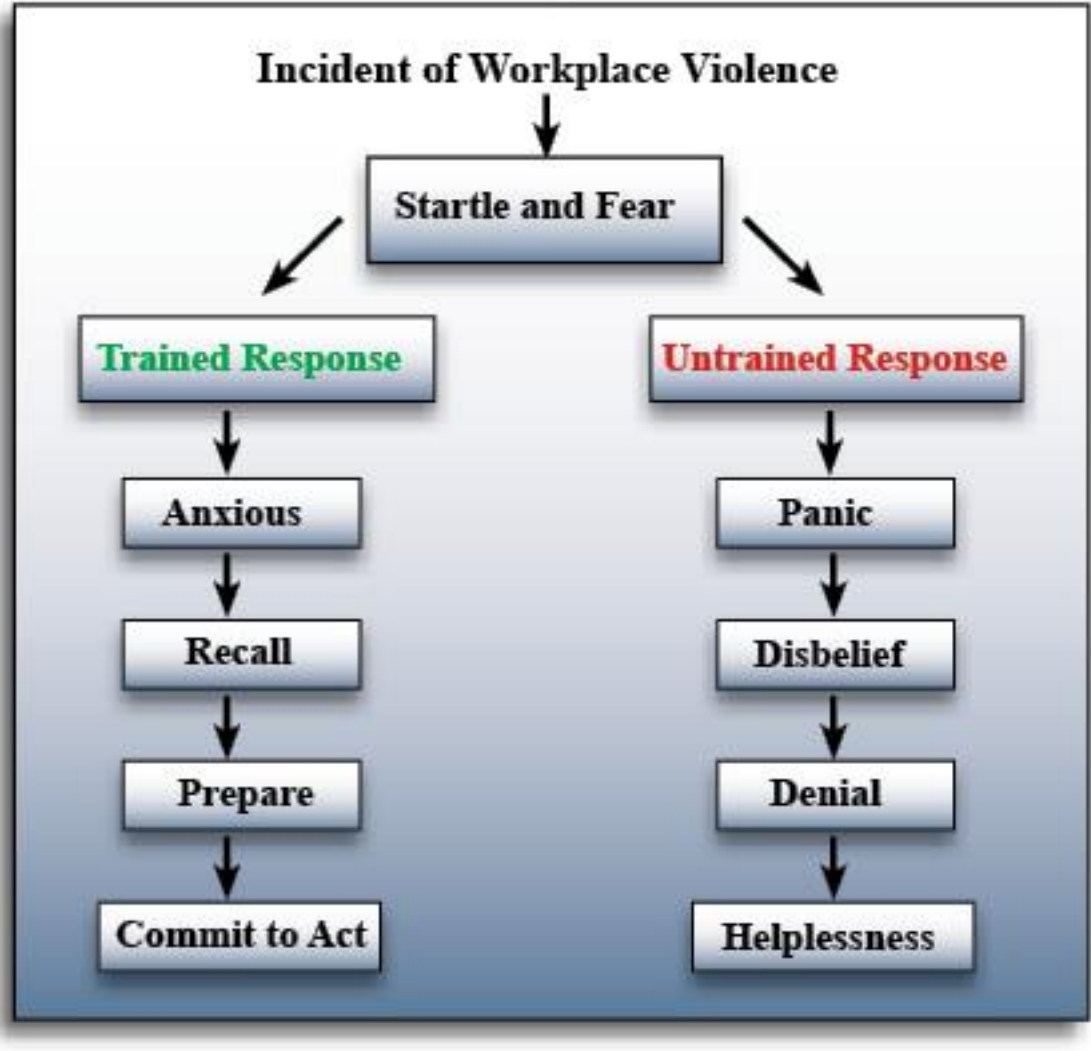 Incident of Workplace Violence
Startle and Fear
Trained Response
Untrained Response
Anxious
Panic
Recall
Disbelief
Prepare
Denial
Commit to Act
Helplessness